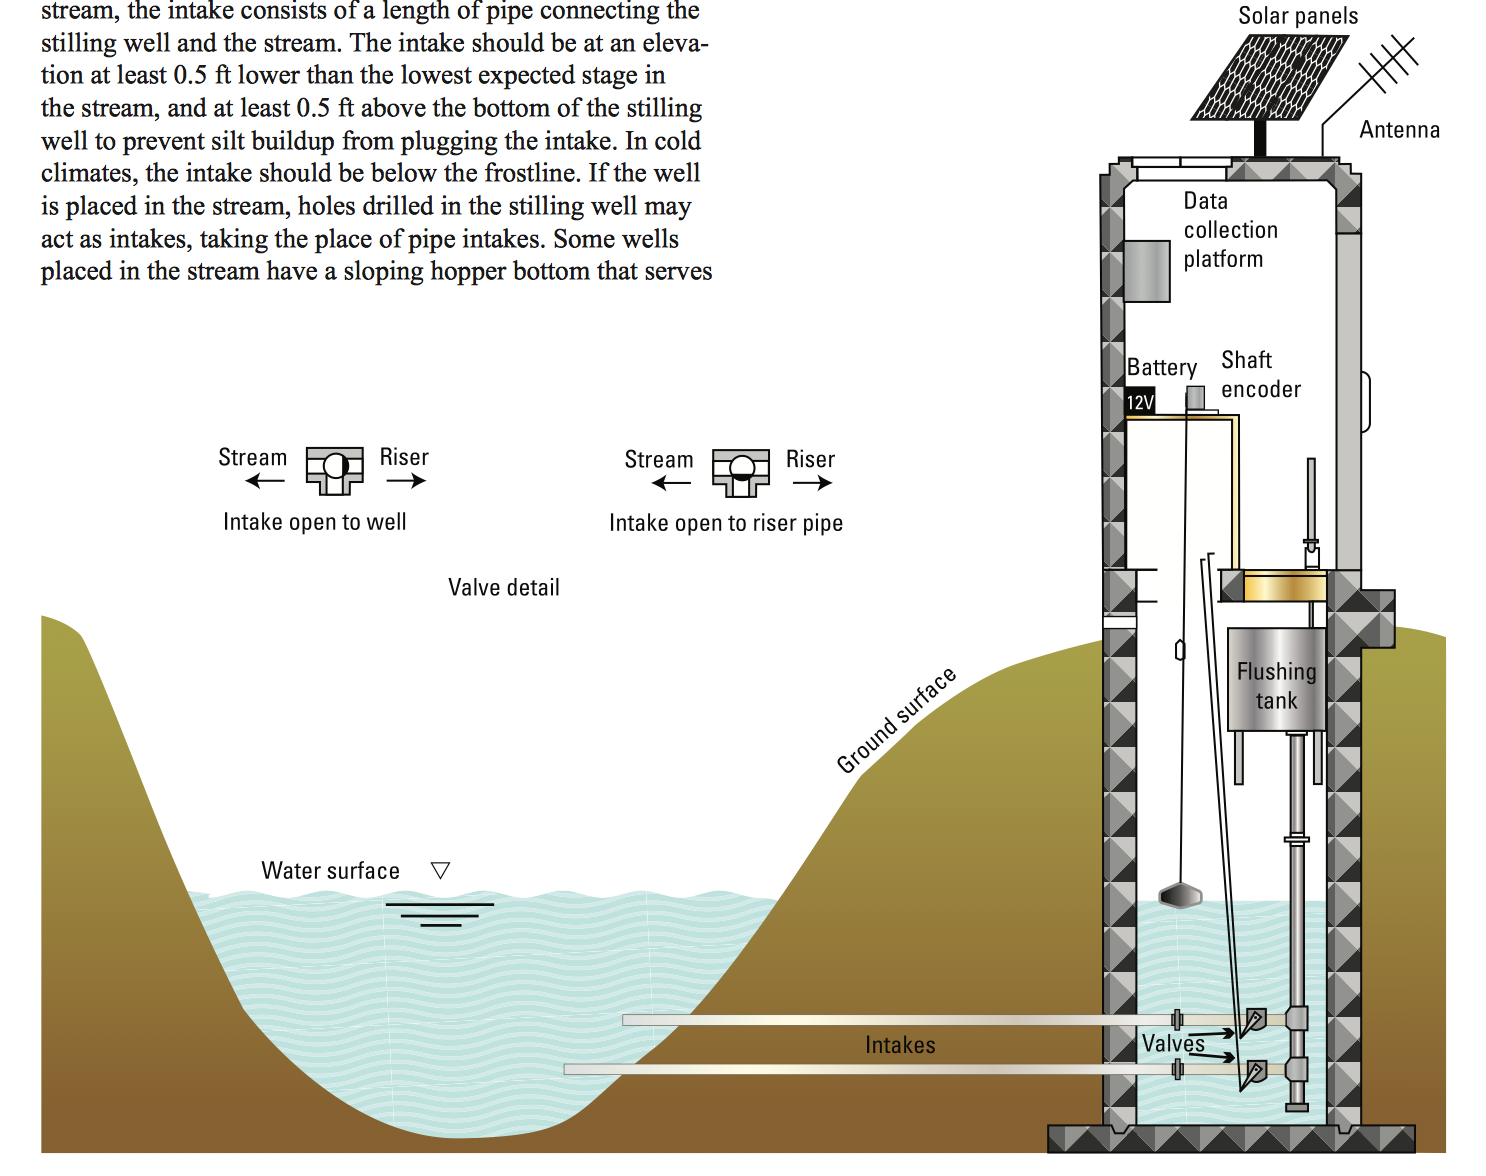 stream, the intake consists of a length of pipe connecting the
stilling well and the stream. The intake should be at an eleva-
tion at least 0.5 ft lower than the lowest expected stage in
the stream, and at least 0.5 ft above the bottom of the stilling
well to prevent silt buildup from plugging the intake. In cold
climates, the intake should be below the frostline. If the well
is placed in the stream, holes drilled in the stilling well may
act as intakes, taking the place of pipe intakes. Some wells
placed in the stream have a sloping hopper bottom that serves
Solar panels
Antenna
Data
collection
platform
Battery
Shaft
encoder
12V
Stream
Riser
Intake open to well
Stream
Riser
Intake open to riser pipe
Valve detail
Ground surface
Flushing
tank
Water surface
Intakes
Valves